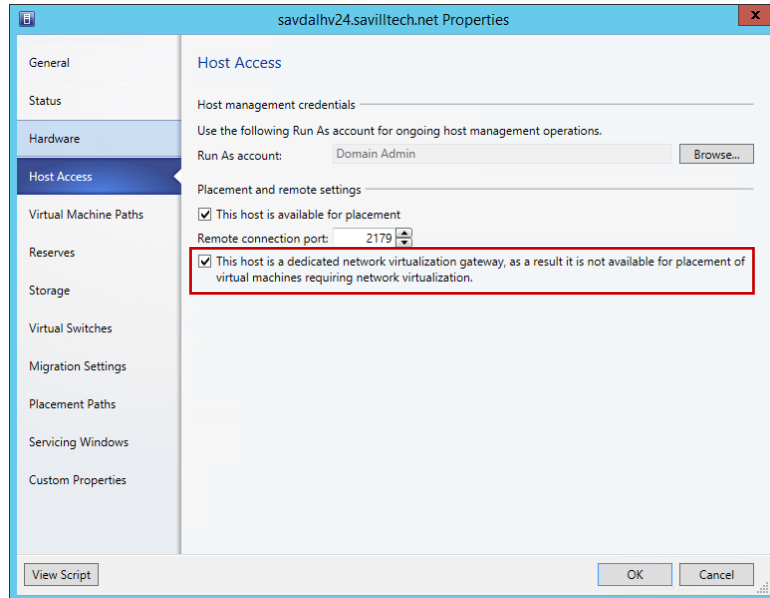 savdalhv24.savilltech.net Properties
x
General
Status
Hardware
Host Access
Virtual Machine Paths
Reserves
Storage
Virtual Switches
Migration Settings
Placement Paths
Servicing Windows
Custom Properties
Host Access
Host management credentials
Use the following Run As account for ongoing host management operations.
Run As account: Domain Admin Browse...
Placement and remote settings
This host is available for placement
Remote connection port: 2179
This host is a dedicated network virtualization gateway, as a result it is not available for placement of
virtual machines requiring network virtualization.
View Script OK Cancel